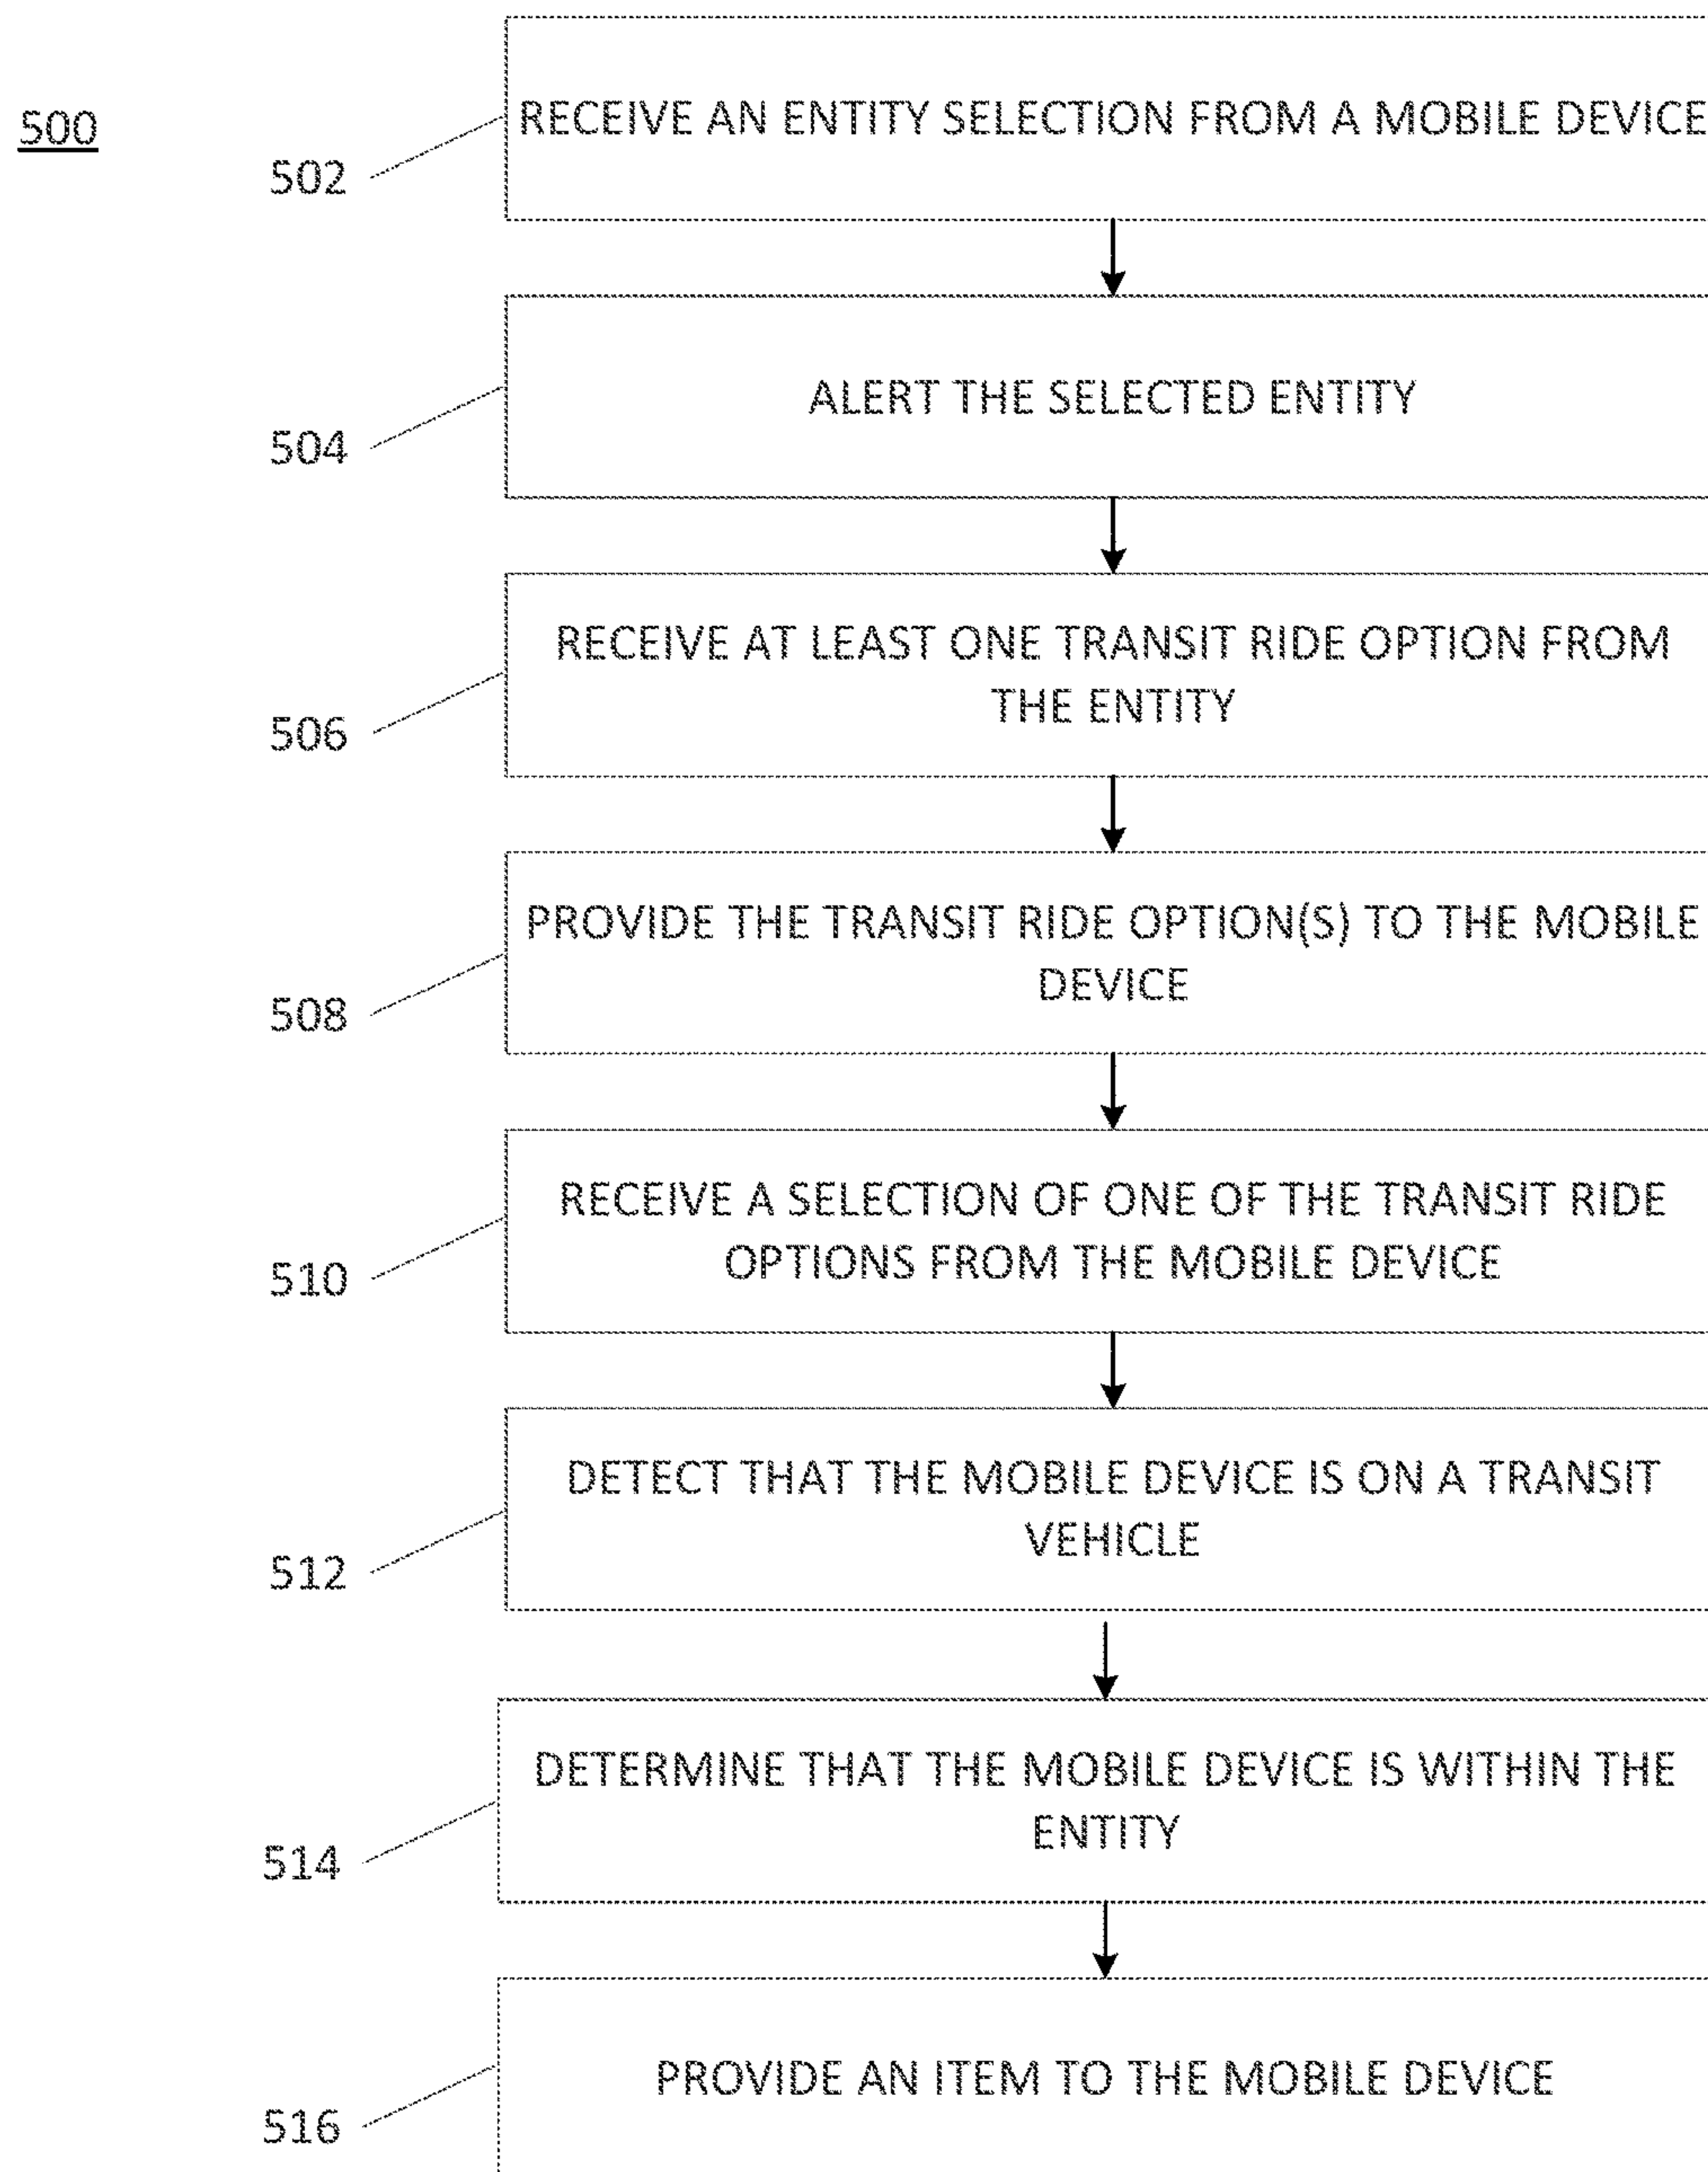 500
RECEIVE AN ENTITY SELECTION FROM A MOBILE DEVICE
502
ALERT THE SELECTED ENTITY
504
RECEIVE AT LEAST ONE TRANSIT RIDE OPTION FROM
THE ENTITY
506
PROVIDE THE TRANSIT RIDE OPTION(S) TO THE MOBILE
DEVICE
508
RECEIVE A SELECTION OF ONE OF THE TRANSIT RIDE
OPTIONS FROM THE MOBILE DEVICE
510
DETECT THAT THE MOBILE DEVICE IS ON A TRANSIT
VEHICLE
512
DETERMINE THAT THE MOBILE DEVICE IS WITHIN THE
ENTITY
514
PROVIDE AN ITEM TO THE MOBILE DEVICE
516